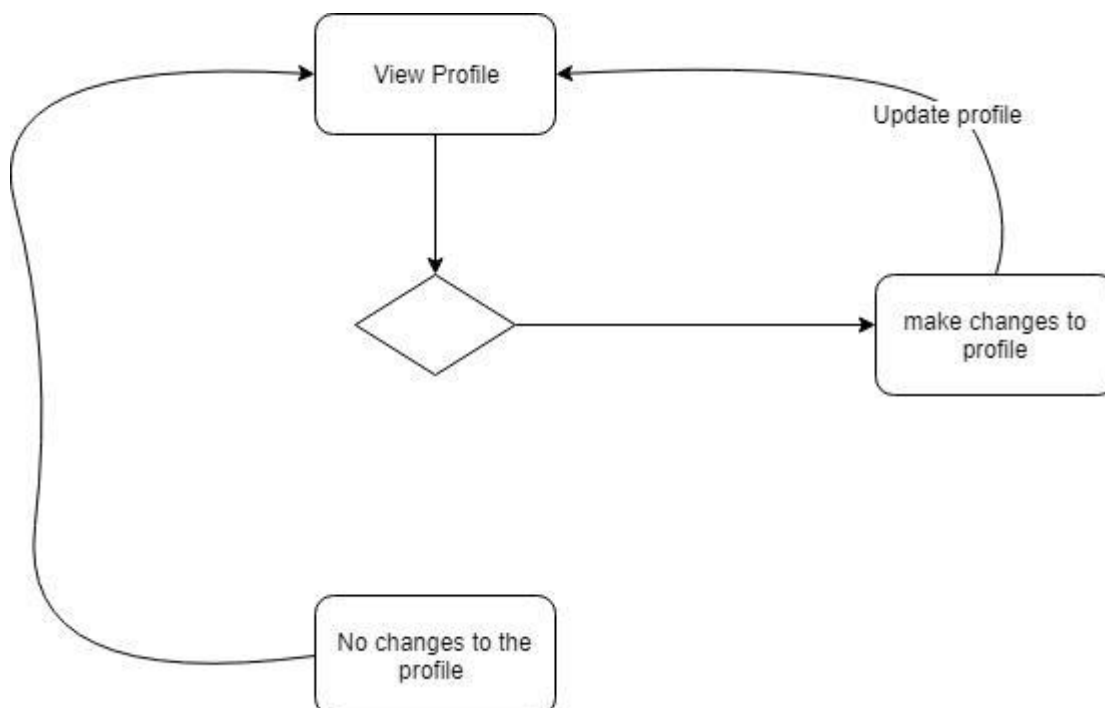 View Profile
Update profile
make changes to
profile
No changes to the
profile